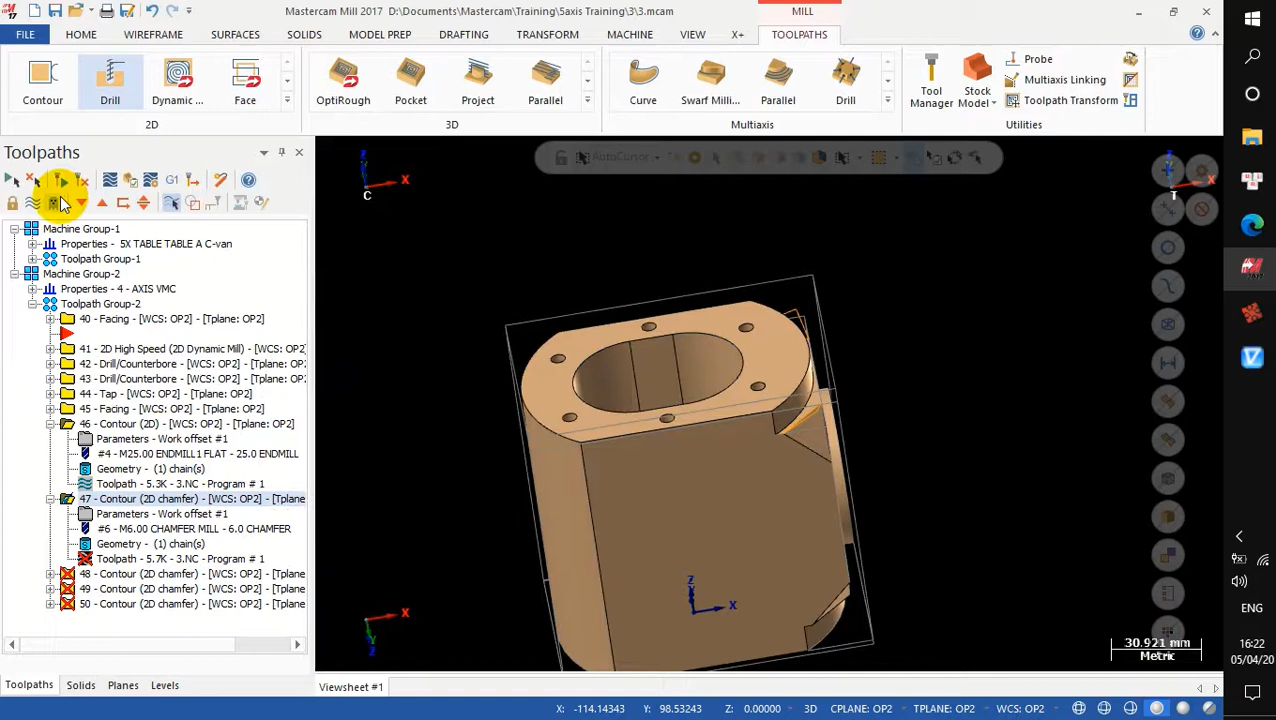 17
Mastercam Mill 2017  D:\Documents\Mastercam\Training\5axis Training\3\3.mcam
MILL
FILE
HOME
WIREFRAME
SURFACES
SOLIDS
MODEL PREP
DRAFTING
TRANSFORM
MACHINE
VIEW
X+
TOOLPATHS
Contour
Drill
Dynamic ...
Face
OptiRough
Pocket
Project
Parallel
Curve
Swarf Milli...
Parallel
Drill
Tool Manager
Stock Model
Probe
Multiaxis Linking
Toolpath Transform
2D
3D
Multiaxis
Utilities
Toolpaths
G1
AutoCursor
Machine Group-1
Properties - 5X TABLE TABLE A C-van
Toolpath Group-1
Machine Group-2
Properties - 4 - AXIS VMC
Toolpath Group-2
40 - Facing - [WCS: OP2] - [Tplane: OP2]
41 - 2D High Speed (2D Dynamic Mill) - [WCS: OP2]
42 - Drill/Counterbore - [WCS: OP2] - [Tplane: OP2]
43 - Drill/Counterbore - [WCS: OP2] - [Tplane: OP2]
44 - Tap - [WCS: OP2] - [Tplane: OP2]
45 - Facing - [WCS: OP2] - [Tplane: OP2]
46 - Contour (2D) - [WCS: OP2] - [Tplane: OP2]
Parameters - Work offset #1
#4 - M25.00 ENDMILL1 FLAT - 25.0 ENDMILL
Geometry - (1) chain(s)
Toolpath - 5.3K - 3.NC - Program # 1
47 - Contour (2D chamfer) - [WCS: OP2] - [Tplane
Parameters - Work offset #1
#6 - M6.00 CHAMFER MILL - 6.0 CHAMFER
Geometry - (1) chain(s)
Toolpath - 5.7K - 3.NC - Program # 1
48 - Contour (2D chamfer) - [WCS: OP2] - [Tplane
49 - Contour (2D chamfer) - [WCS: OP2] - [Tplane
50 - Contour (2D chamfer) - [WCS: OP2] - [Tplane
Z
X
C
Z
X
T
Z
X
X
Y
Z
30.921 mm
Metric
Toolpaths
Solids
Planes
Levels
Viewsheet #1
X: -114.14343
Y: 98.53243
Z: 0.00000
3D
CPLANE: OP2
TPLANE: OP2
WCS: OP2
2017
ENG
16:22
05/04/20